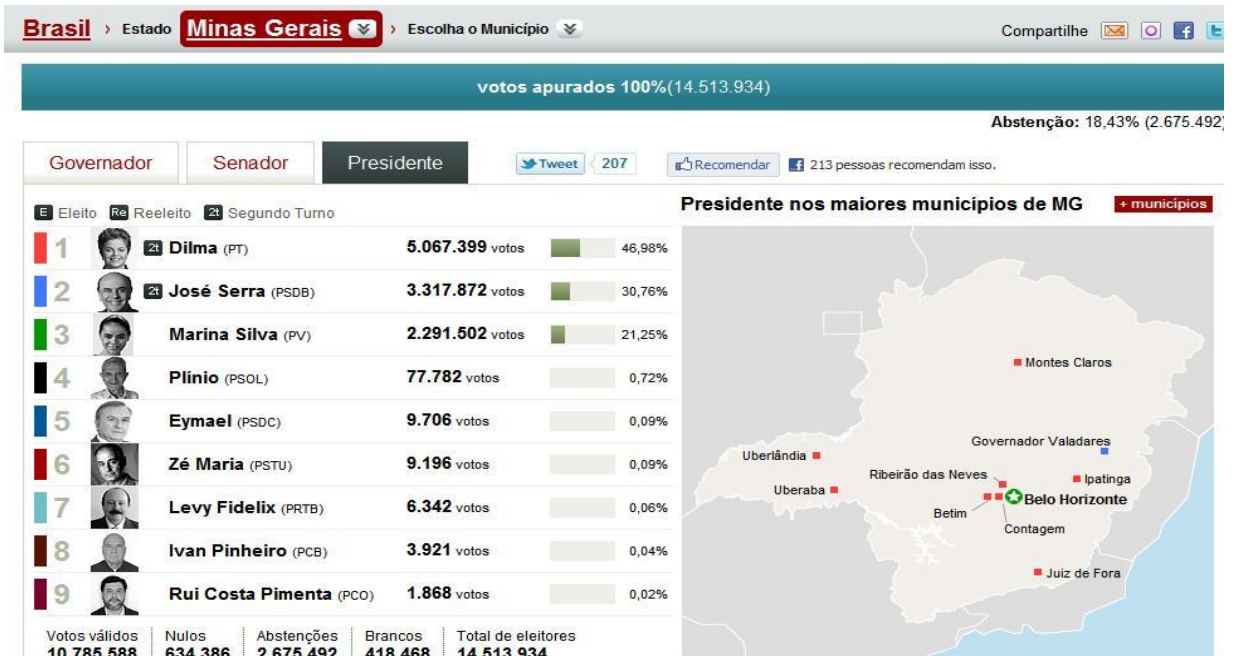 Brasil › Estado Minas Gerais › Escolha o Município
Compartilhe
votos apurados 100%(14.513.934)
Abstenção: 18,43% (2.675.492)
Governador Senador Presidente Tweet 207 Recomendar 213 pessoas recomendam isso.
E Eleito Re Reeleito 2t Segundo Turno
1 2t Dilma (PT) 5.067.399 votos 46,98%
2 2t José Serra (PSDB) 3.317.872 votos 30,76%
3 Marina Silva (PV) 2.291.502 votos 21,25%
4 Plínio (PSOL) 77.782 votos 0,72%
5 Eymael (PSDC) 9.706 votos 0,09%
6 Zé Maria (PSTU) 9.196 votos 0,09%
7 Levy Fidelix (PRTB) 6.342 votos 0,06%
8 Ivan Pinheiro (PCB) 3.921 votos 0,04%
9 Rui Costa Pimenta (PCO) 1.868 votos 0,02%
Votos válidos Nulos Abstenções Brancos Total de eleitores
10.785.588 634.386 2.675.492 418.468 14.513.934
Presidente nos maiores municípios de MG + municípios
Montes Claros
Governador Valadares
Uberlândia
Ribeirão das Neves
Ipatinga
Uberaba
Belo Horizonte
Betim
Contagem
Juiz de Fora